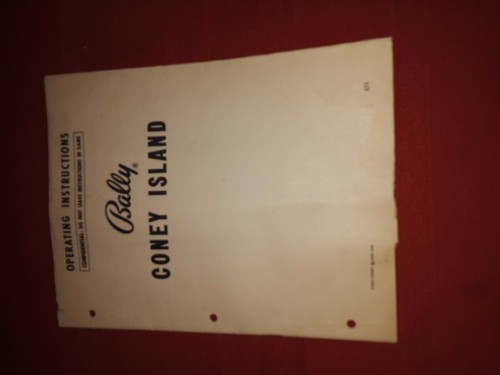 OPERATING INSTRUCTIONS
CONFIDENTIAL: DO NOT LEAVE INSTRUCTIONS IN GAME
Bally®
CONEY ISLAND